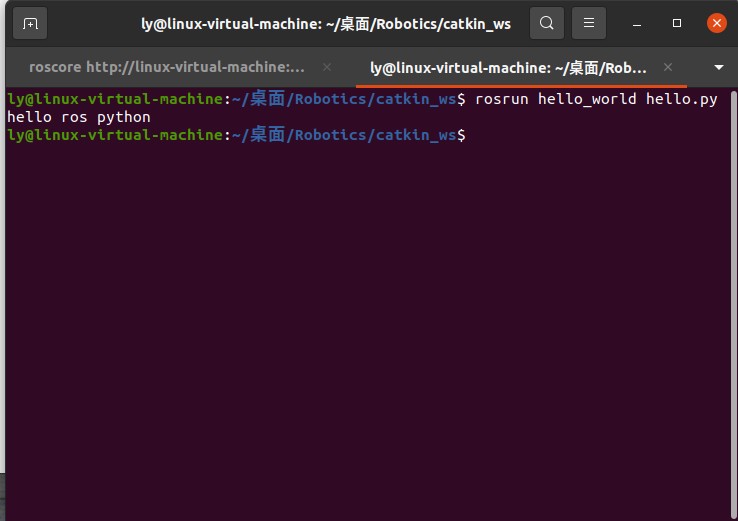 ly@linux-virtual-machine: ~/桌面/Robotics/catkin_ws
roscore http://linux-virtual-machine:...
ly@linux-virtual-machine: ~/桌面/Rob...
ly@linux-virtual-machine:~/桌面/Robotics/catkin_ws$ rosrun hello_world hello.py
hello ros python
ly@linux-virtual-machine:~/桌面/Robotics/catkin_ws$